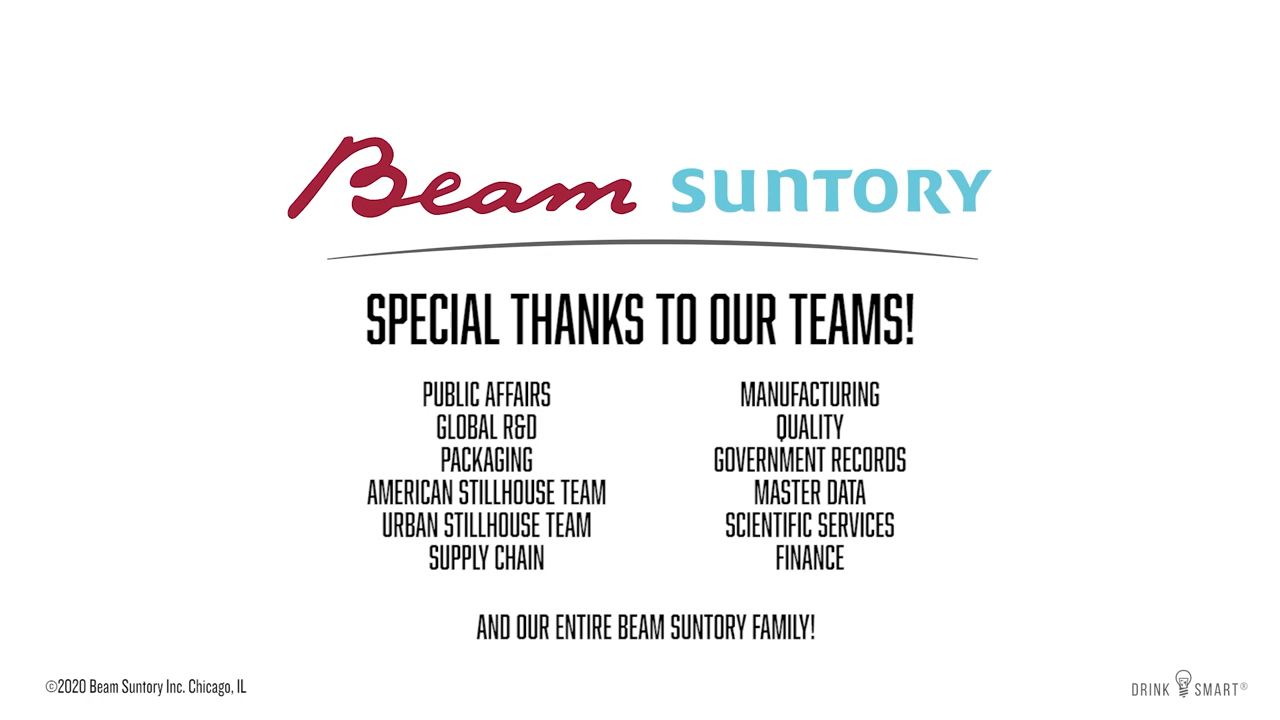 Beam SUNTORY
SPECIAL THANKS TO OUR TEAMS!
PUBLIC AFFAIRS
GLOBAL R&D
PACKAGING
AMERICAN STILLHOUSE TEAM
URBAN STILLHOUSE TEAM
SUPPLY CHAIN
MANUFACTURING
QUALITY
GOVERNMENT RECORDS
MASTER DATA
SCIENTIFIC SERVICES
FINANCE
AND OUR ENTIRE BEAM SUNTORY FAMILY!
©2020 Beam Suntory Inc. Chicago, IL
DRINK SMART®